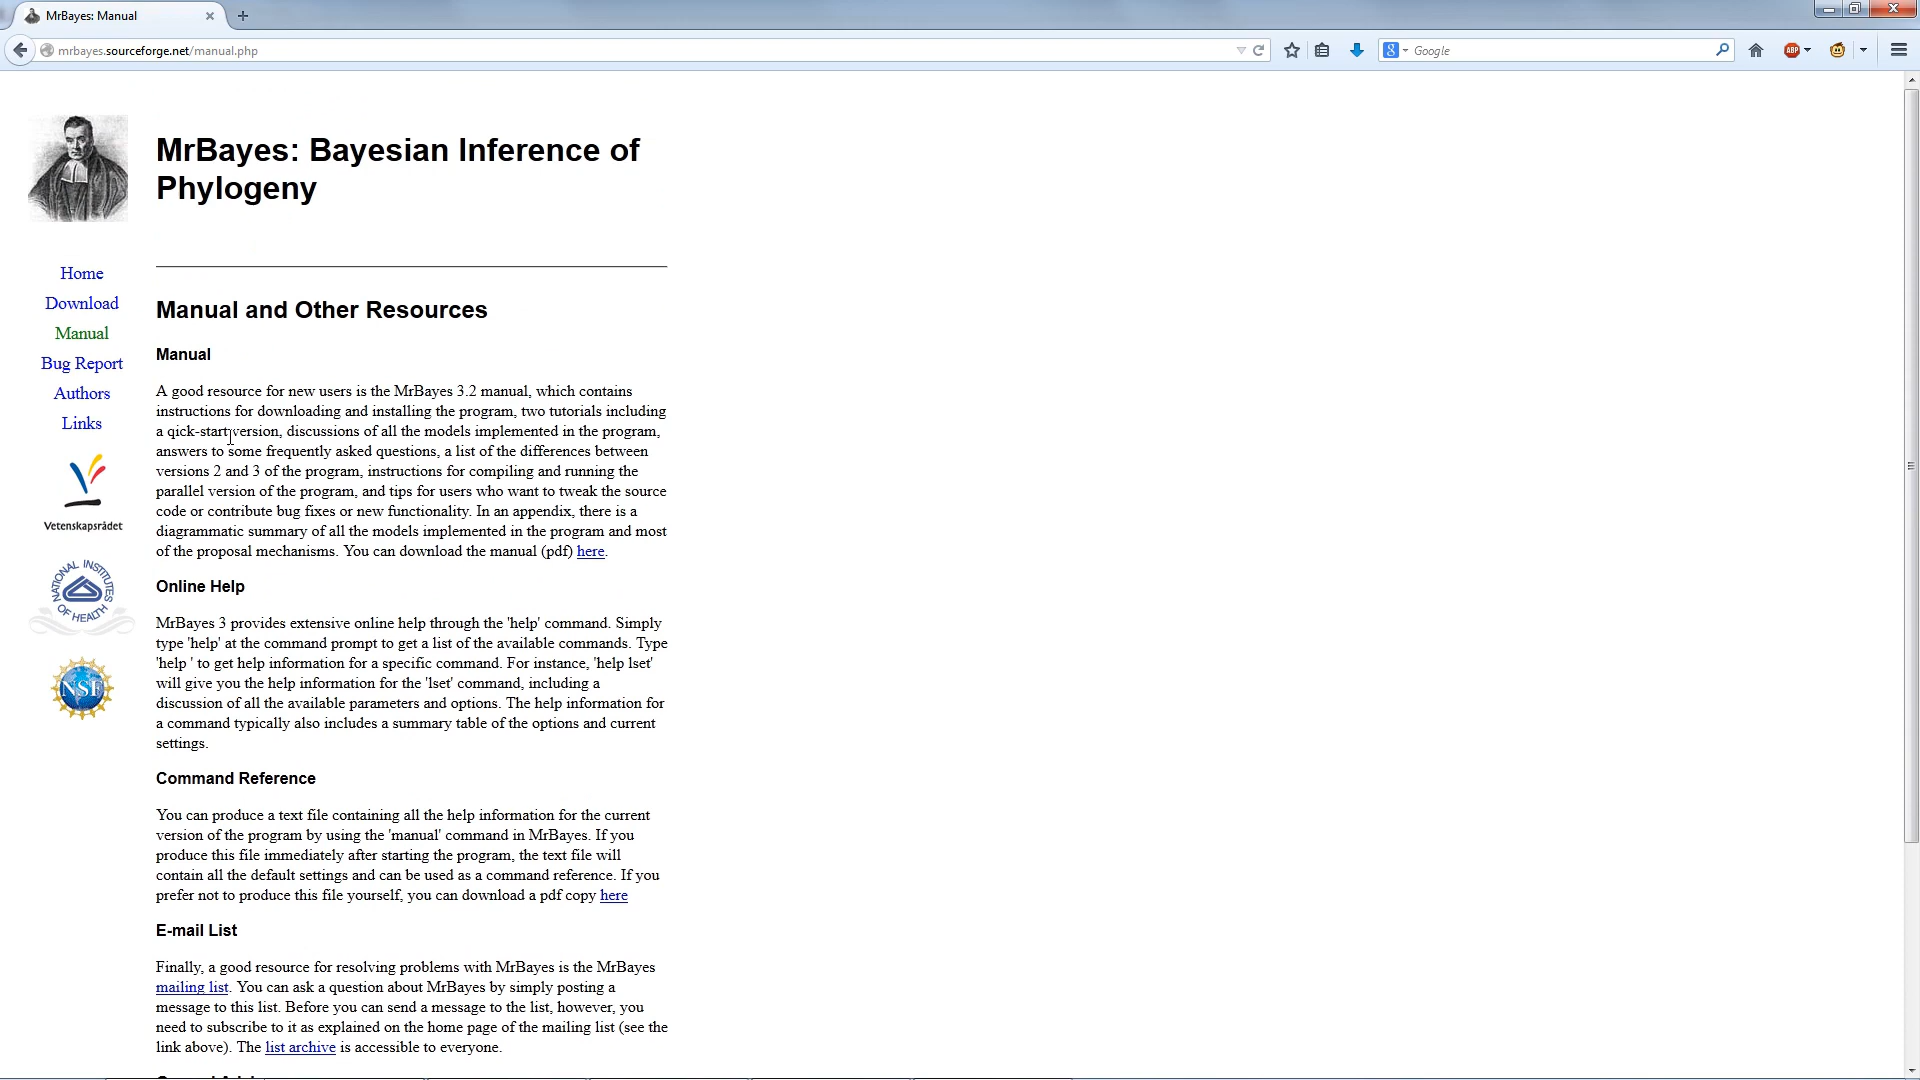 MrBayes: Manual
mrbayes.sourceforge.net/manual.php
Google
ABP
MrBayes: Bayesian Inference of
Phylogeny
Home
Download
Manual
Bug Report
Authors
Links
Vetenskapsrådet
NATIONAL INSTITUTES
OF HEALTH
NSF
Manual and Other Resources
Manual
A good resource for new users is the MrBayes 3.2 manual, which contains
instructions for downloading and installing the program, two tutorials including
a qick-start version, discussions of all the models implemented in the program,
answers to some frequently asked questions, a list of the differences between
versions 2 and 3 of the program, instructions for compiling and running the
parallel version of the program, and tips for users who want to tweak the source
code or contribute bug fixes or new functionality. In an appendix, there is a
diagrammatic summary of all the models implemented in the program and most
of the proposal mechanisms. You can download the manual (pdf) here.
Online Help
MrBayes 3 provides extensive online help through the 'help' command. Simply
type 'help' at the command prompt to get a list of the available commands. Type
'help ' to get help information for a specific command. For instance, 'help lset'
will give you the help information for the 'lset' command, including a
discussion of all the available parameters and options. The help information for
a command typically also includes a summary table of the options and current
settings.
Command Reference
You can produce a text file containing all the help information for the current
version of the program by using the 'manual' command in MrBayes. If you
produce this file immediately after starting the program, the text file will
contain all the default settings and can be used as a command reference. If you
prefer not to produce this file yourself, you can download a pdf copy here
E-mail List
Finally, a good resource for resolving problems with MrBayes is the MrBayes
mailing list. You can ask a question about MrBayes by simply posting a
message to this list. Before you can send a message to the list, however, you
need to subscribe to it as explained on the home page of the mailing list (see the
link above). The list archive is accessible to everyone.